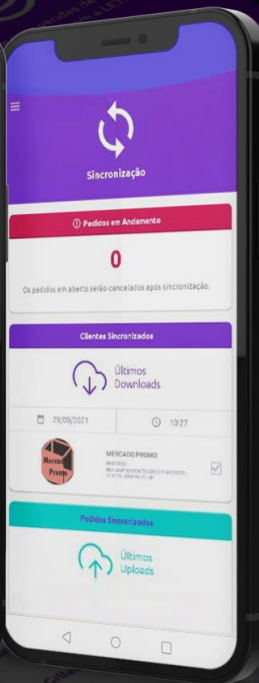 Sincronização
Pedidos em Andamento
0
Os pedidos em aberto serão cancelados após sincronização.
Clientes Sincronizados
Últimos
Downloads
29/09/2021
10:27
MERCADO PROMO
Pedidos Sincronizados
Últimos
Uploads